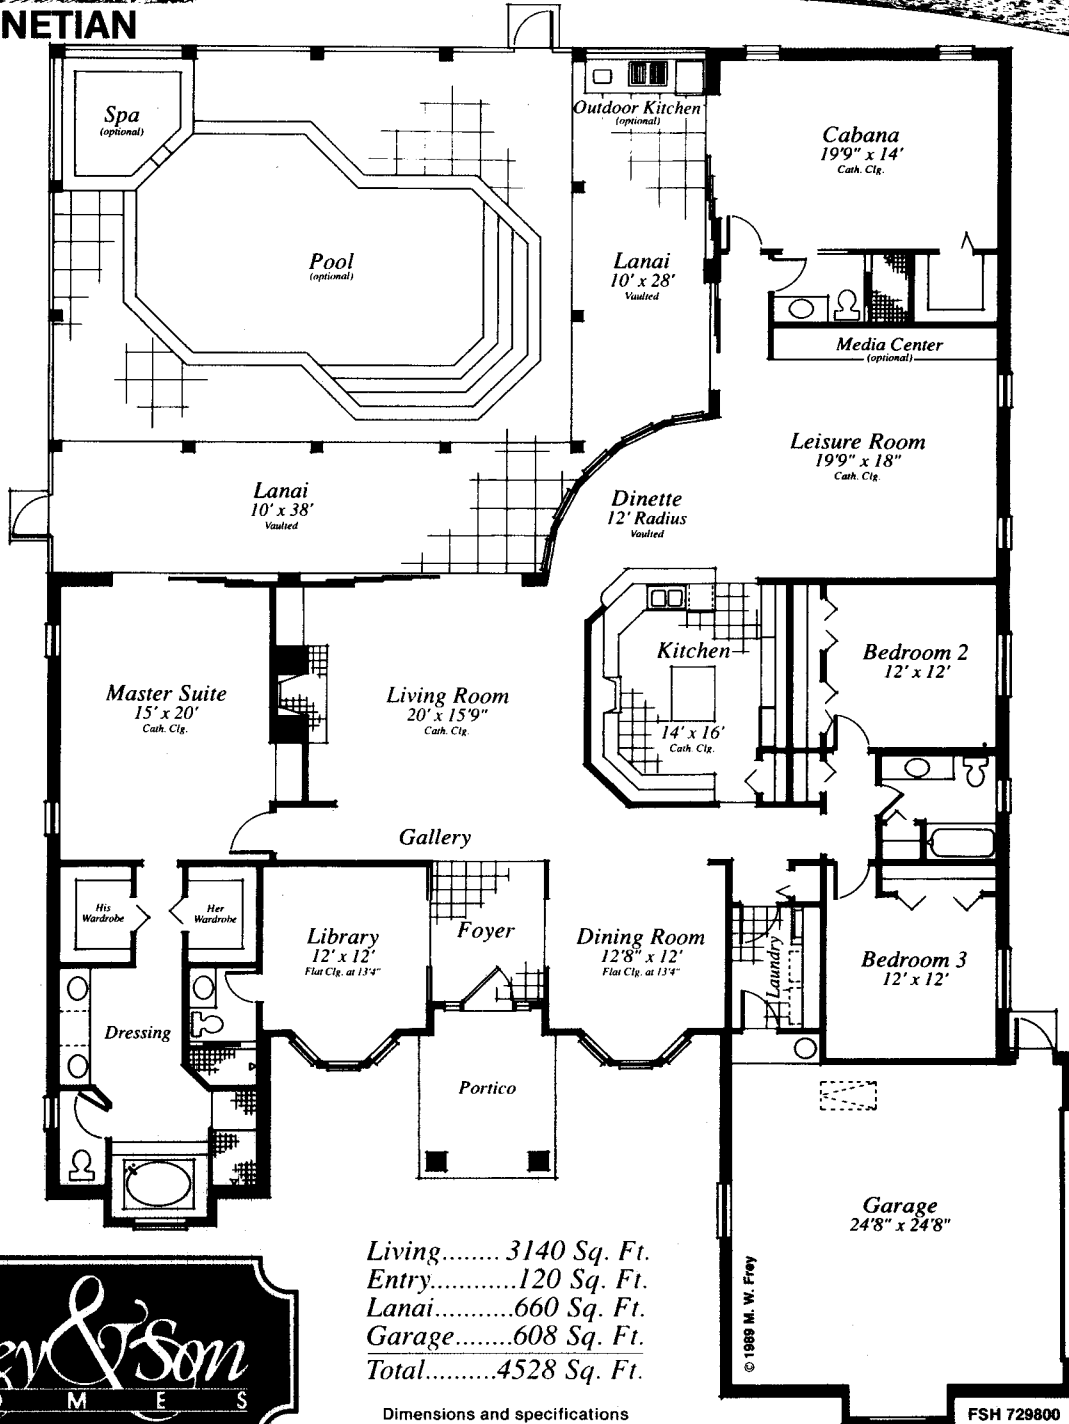 NETIAN
Spa
(optional)
Outdoor Kitchen
(optional)
Cabana
19'9" x 14'
Cath. Clg.
Pool
(optional)
Lanai
10' x 28'
Vaulted
Media Center
(optional)
Leisure Room
19'9" x 18"
Cath. Clg.
Lanai
10' x 38'
Vaulted
Dinette
12' Radius
Vaulted
Master Suite
15' x 20'
Cath. Clg.
Living Room
20' x 15'9"
Cath. Clg.
Kitchen
14' x 16'
Cath. Clg.
Bedroom 2
12' x 12'
Gallery
His
Wardrobe
Her
Wardrobe
Library
12' x 12'
Flat Clg. at 13'4"
Foyer
Dining Room
12'8" x 12'
Flat Clg. at 13'4"
Laundry
Bedroom 3
12' x 12'
Dressing
Portico
Garage
24'8" x 24'8"
Living........ 3140 Sq. Ft.
Entry............120 Sq. Ft.
Lanai...........660 Sq. Ft.
Garage........608 Sq. Ft.
Total..........4528 Sq. Ft.
© 1989 M. W. Frey
ey & Son
O M E S
Dimensions and specifications
FSH 729800